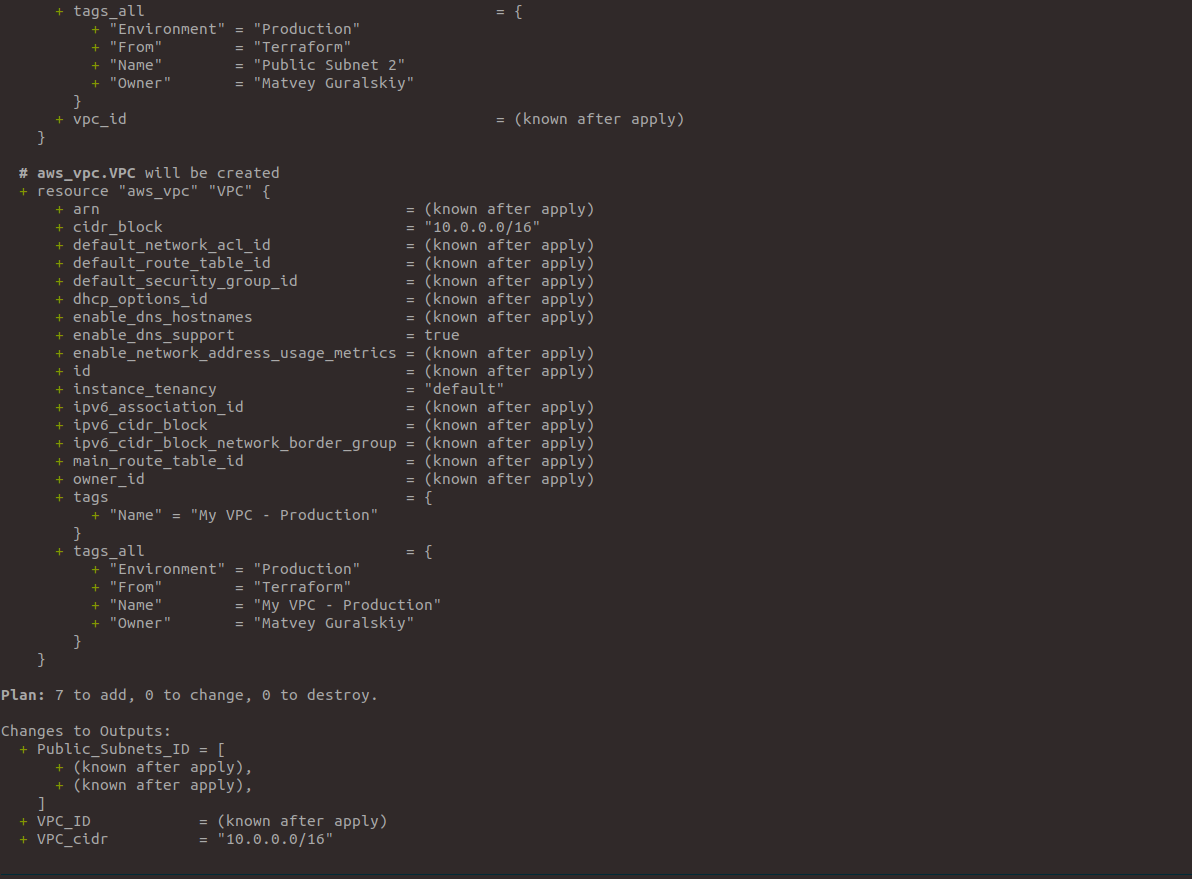 + tags_all                                       = {
          + "Environment" = "Production"
          + "From"        = "Terraform"
          + "Name"        = "Public Subnet 2"
          + "Owner"       = "Matvey Guralskiy"
        }
      + vpc_id                                         = (known after apply)
    }

  # aws_vpc.VPC will be created
  + resource "aws_vpc" "VPC" {
      + arn                                  = (known after apply)
      + cidr_block                           = "10.0.0.0/16"
      + default_network_acl_id               = (known after apply)
      + default_route_table_id               = (known after apply)
      + default_security_group_id            = (known after apply)
      + dhcp_options_id                      = (known after apply)
      + enable_dns_hostnames                 = (known after apply)
      + enable_dns_support                   = true
      + enable_network_address_usage_metrics = (known after apply)
      + id                                   = (known after apply)
      + instance_tenancy                     = "default"
      + ipv6_association_id                  = (known after apply)
      + ipv6_cidr_block                      = (known after apply)
      + ipv6_cidr_block_network_border_group = (known after apply)
      + main_route_table_id                  = (known after apply)
      + owner_id                             = (known after apply)
      + tags                                 = {
          + "Name" = "My VPC - Production"
        }
      + tags_all                             = {
          + "Environment" = "Production"
          + "From"        = "Terraform"
          + "Name"        = "My VPC - Production"
          + "Owner"       = "Matvey Guralskiy"
        }
    }

Plan: 7 to add, 0 to change, 0 to destroy.

Changes to Outputs:
  + Public_Subnets_ID = [
      + (known after apply),
      + (known after apply),
    ]
  + VPC_ID            = (known after apply)
  + VPC_cidr          = "10.0.0.0/16"